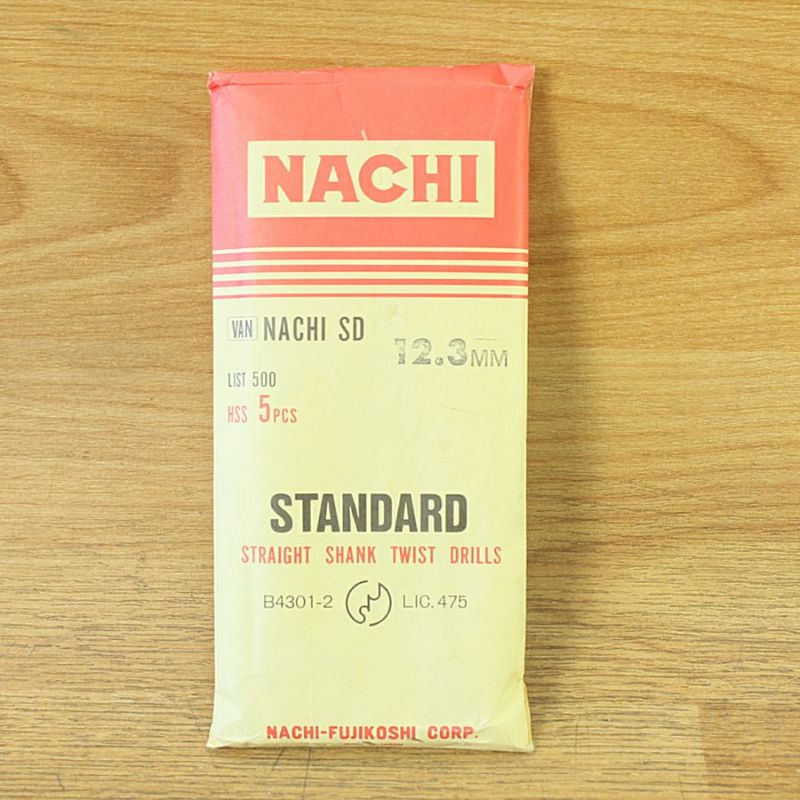 NACHI
VAN NACHI SD
12.3MM
LIST 500
HSS 5PCS
STANDARD
STRAIGHT SHANK TWIST DRILLS
B4301-2 LIC.475
NACHI-FUJIKOSHI CORP.